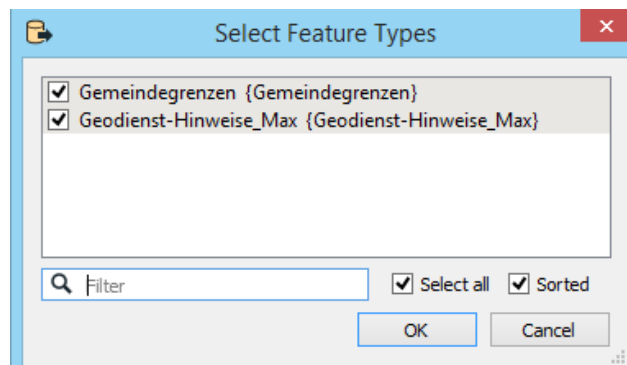 Select Feature Types
Gemeindegrenzen {Gemeindegrenzen}
Geodienst-Hinweise_Max {Geodienst-Hinweise_Max}
Filter
Select all
Sorted
OK
Cancel